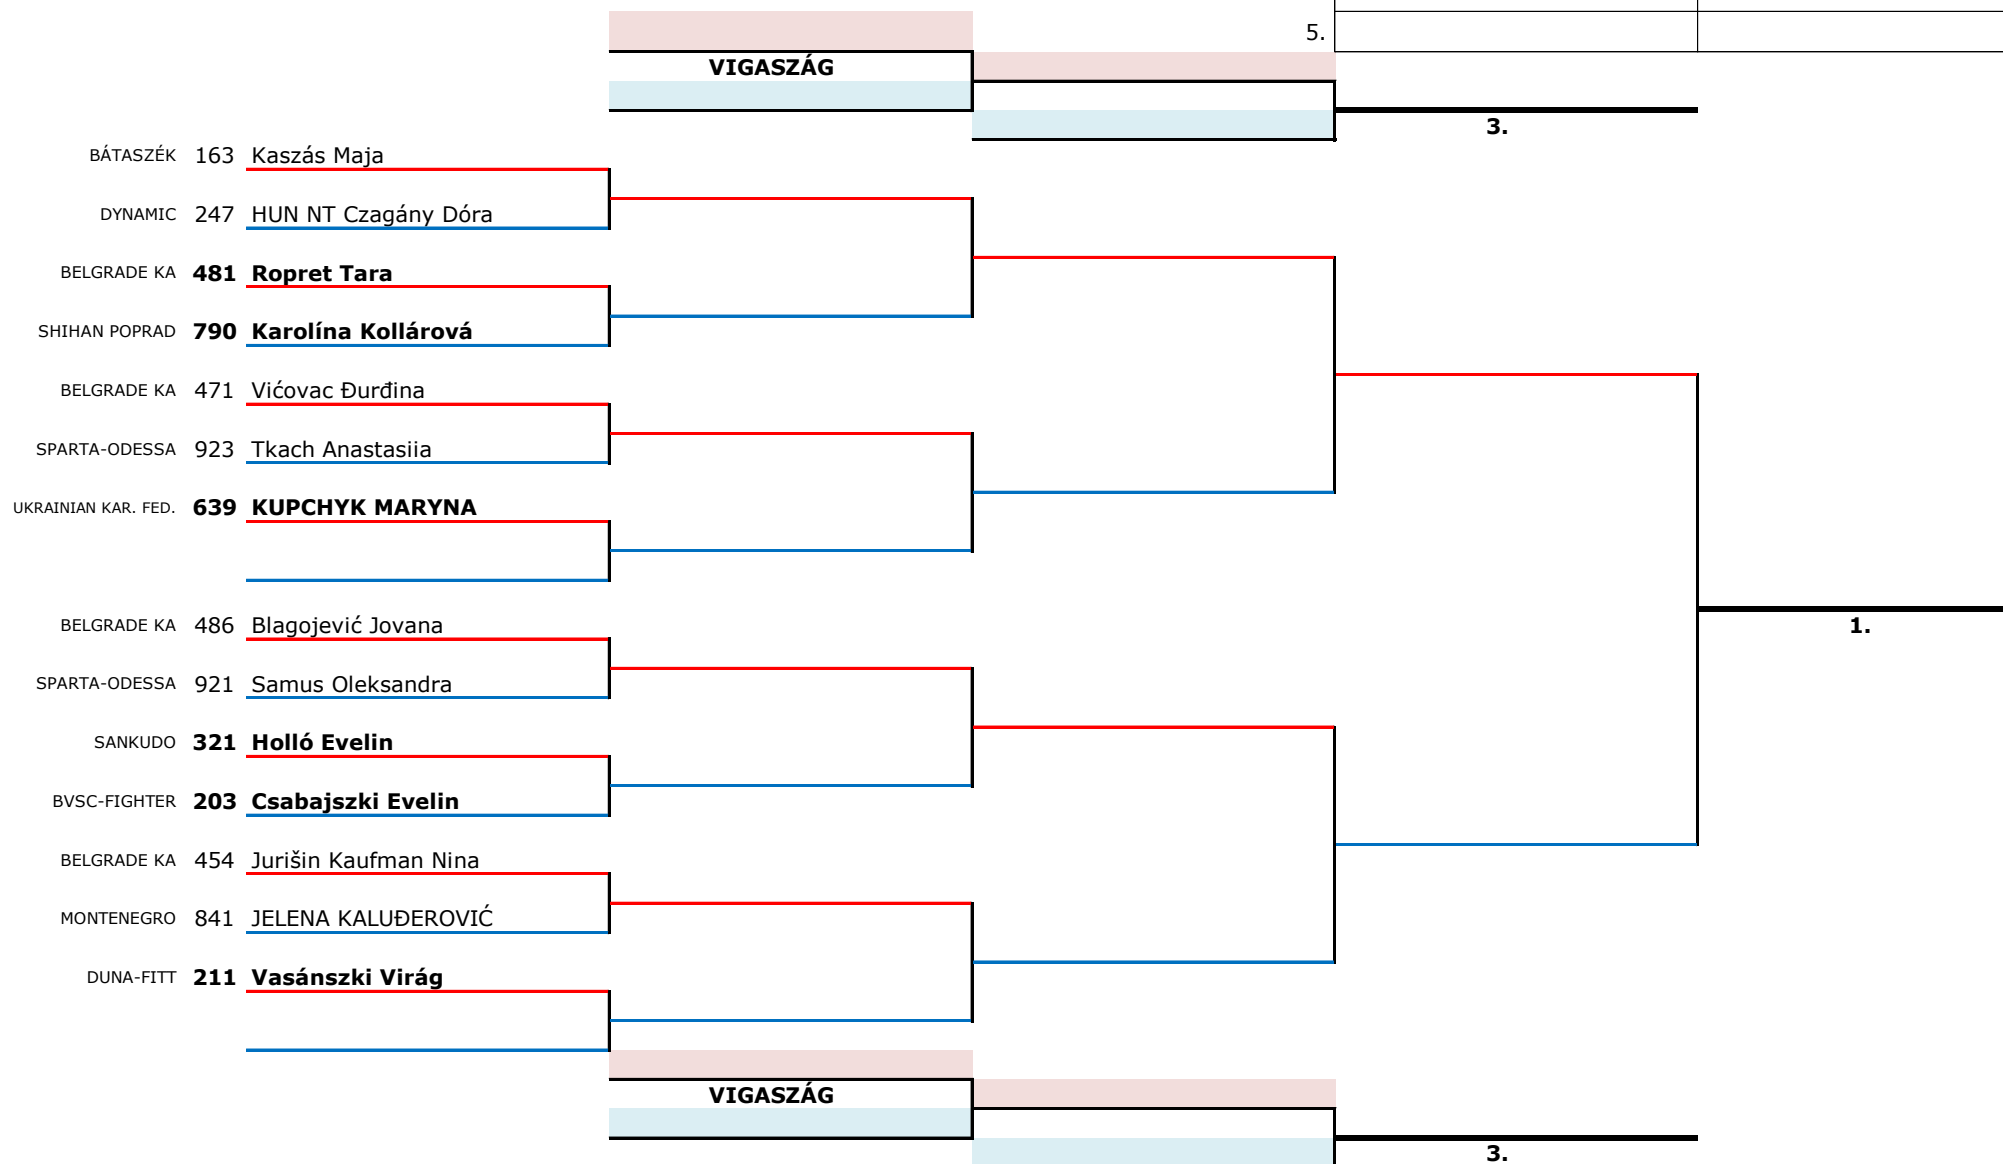 5.
VIGASZÁG
3.
BÁTASZÉK 163 Kaszás Maja
DYNAMIC 247 HUN NT Czagány Dóra
BELGRADE KA 481 Ropret Tara
SHIHAN POPRAD 790 Karolína Kollárová
BELGRADE KA 471 Vićovac Đurđina
SPARTA-ODESSA 923 Tkach Anastasiia
UKRAINIAN KAR. FED. 639 KUPCHYK MARYNA
BELGRADE KA 486 Blagojević Jovana
1.
SPARTA-ODESSA 921 Samus Oleksandra
SANKUDO 321 Holló Evelin
BVSC-FIGHTER 203 Csabajszki Evelin
BELGRADE KA 454 Jurišin Kaufman Nina
MONTENEGRO 841 JELENA KALUĐEROVIĆ
DUNA-FITT 211 Vasánszki Virág
VIGASZÁG
3.